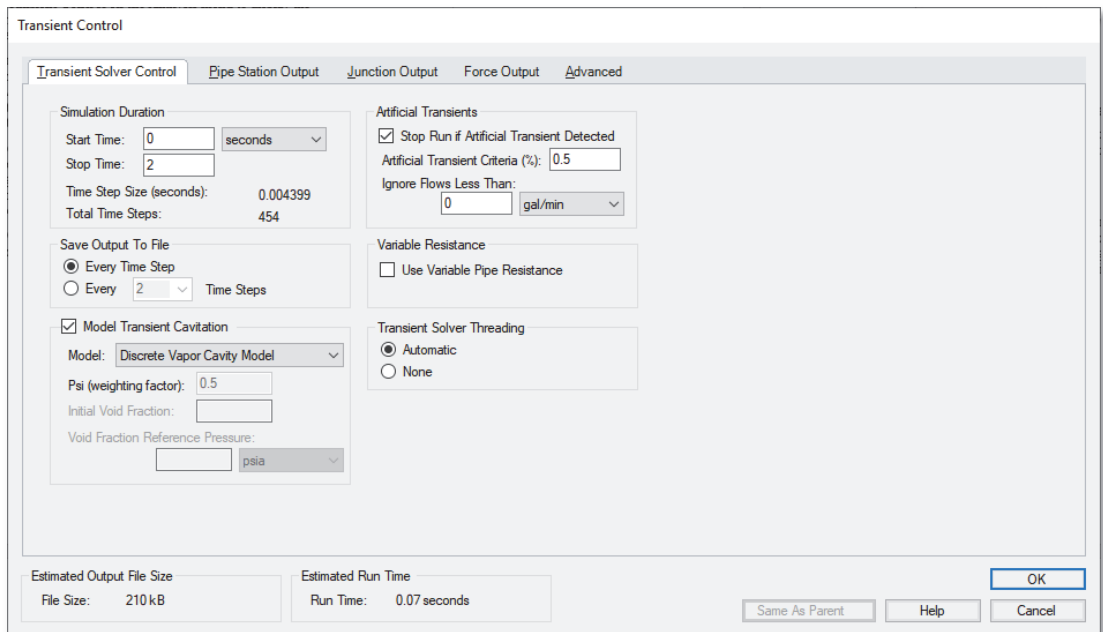 Transient Control
Transient Solver Control
Pipe Station Output
Junction Output
Force Output
Advanced
Simulation Duration
Start Time: 0 seconds
Stop Time: 2
Time Step Size (seconds): 0.004399
Total Time Steps: 454
Save Output To File
Every Time Step
Every 2 Time Steps
Model Transient Cavitation
Model: Discrete Vapor Cavity Model
Psi (weighting factor): 0.5
Initial Void Fraction:
Void Fraction Reference Pressure:
psia
Artificial Transients
Stop Run if Artificial Transient Detected
Artificial Transient Criteria (%): 0.5
Ignore Flows Less Than:
0 gal/min
Variable Resistance
Use Variable Pipe Resistance
Transient Solver Threading
Automatic
None
Estimated Output File Size
File Size: 210 kB
Estimated Run Time
Run Time: 0.07 seconds
OK
Same As Parent
Help
Cancel